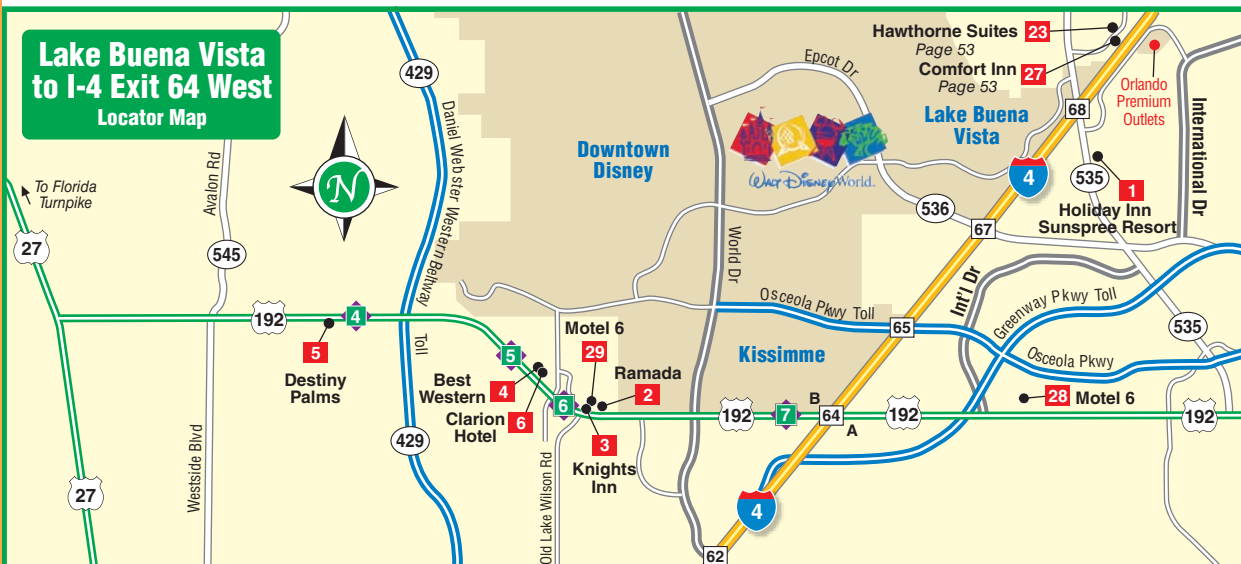 Lake Buena Vista
to I-4 Exit 64 West
Locator Map
N
To Florida
Turnpike
27
27
Avalon Rd
545
Westside Blvd
192
4
5
Destiny
Palms
429
Daniel Webster Western Beltway
Toll
429
5
Best
Western
4
Clarion
Hotel
6
6
Motel 6
29
Ramada
2
3
Knights
Inn
Old Lake Wilson Rd
Downtown
Disney
World Dr
Epcot Dr
Walt Disney World.
Lake Buena
Vista
Hawthorne Suites
23
Page 53
Comfort Inn
27
Page 53
Orlando
Premium
Outlets
International Dr
68
4
535
1
Holiday Inn
Sunspree Resort
536
67
Int'l Dr
Greenway Pkwy Toll
Osceola Pkwy Toll
65
Osceola Pkwy
535
Kissimme
192
7
B
64
A
192
28
Motel 6
192
4
62